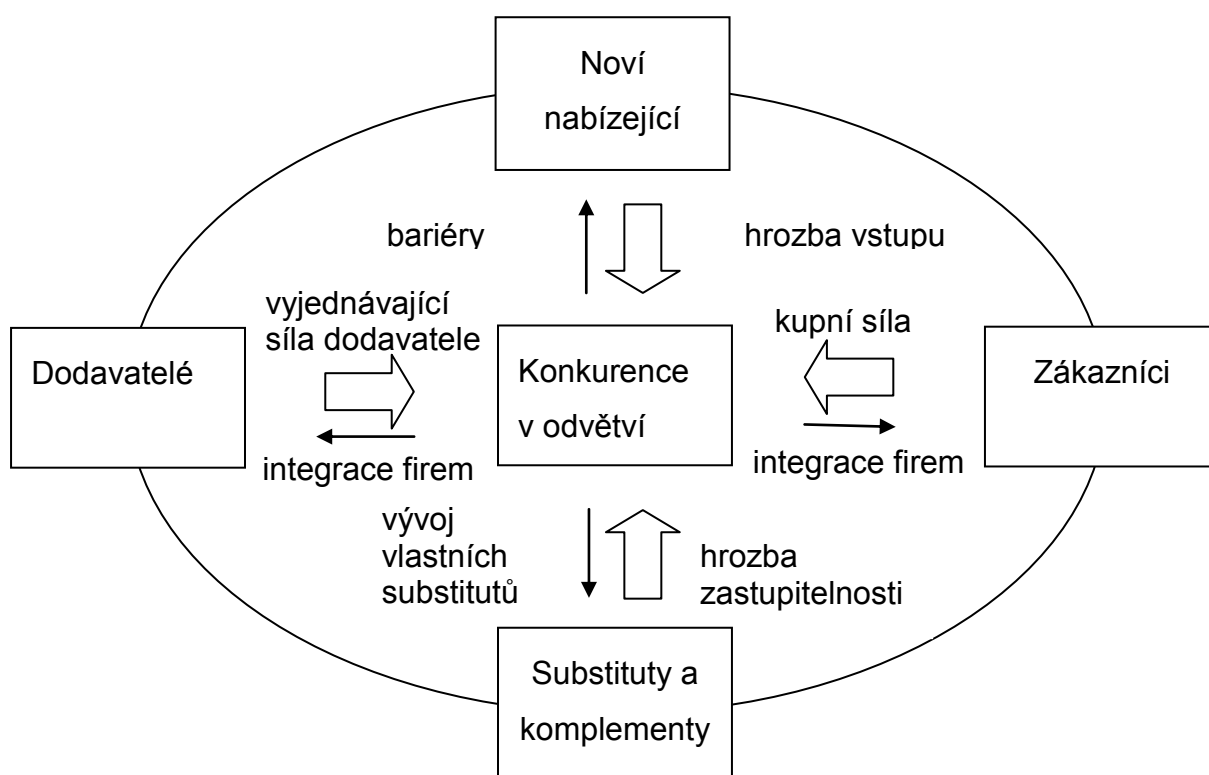 Noví
nabízející
bariéry
hrozba vstupu
vyjednávající
síla dodavatele
kupní síla
Dodavatelé
Konkurence
v odvětví
Zákazníci
integrace firem
integrace firem
vývoj
vlastních
substitutů
hrozba
zastupitelnosti
Substituty a
komplementy